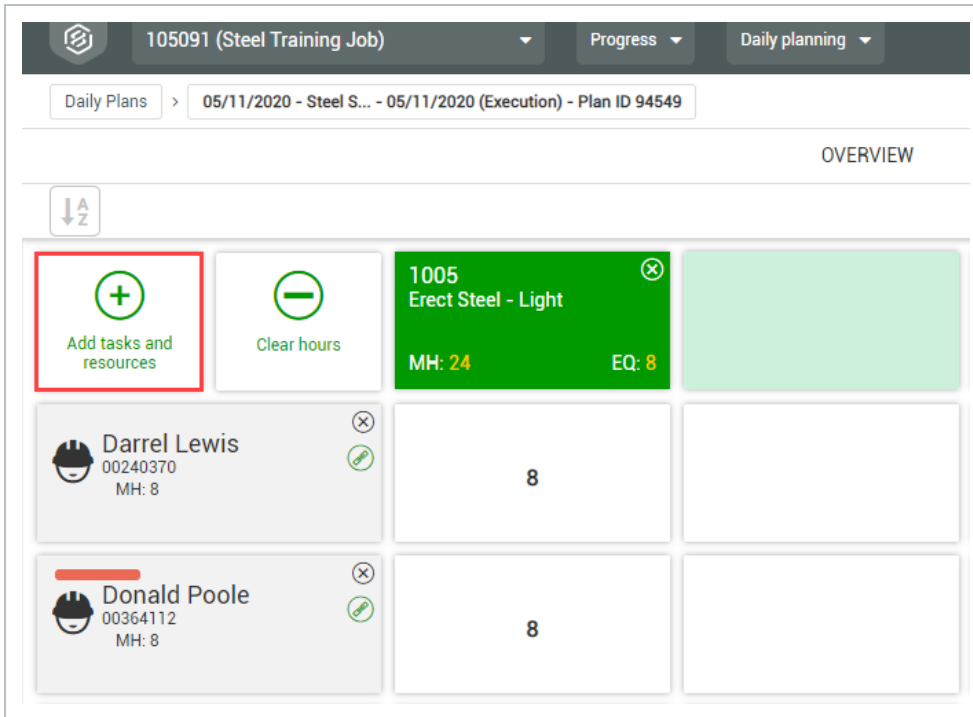 105091 (Steel Training Job) Progress Daily planning
Daily Plans > 05/11/2020 - Steel S... - 05/11/2020 (Execution) - Plan ID 94549
OVERVIEW
A
Z
Add tasks and
resources
Clear hours
1005
Erect Steel - Light
MH: 24 EQ: 8
Darrel Lewis
00240370
MH: 8
8
Donald Poole
00364112
MH: 8
8